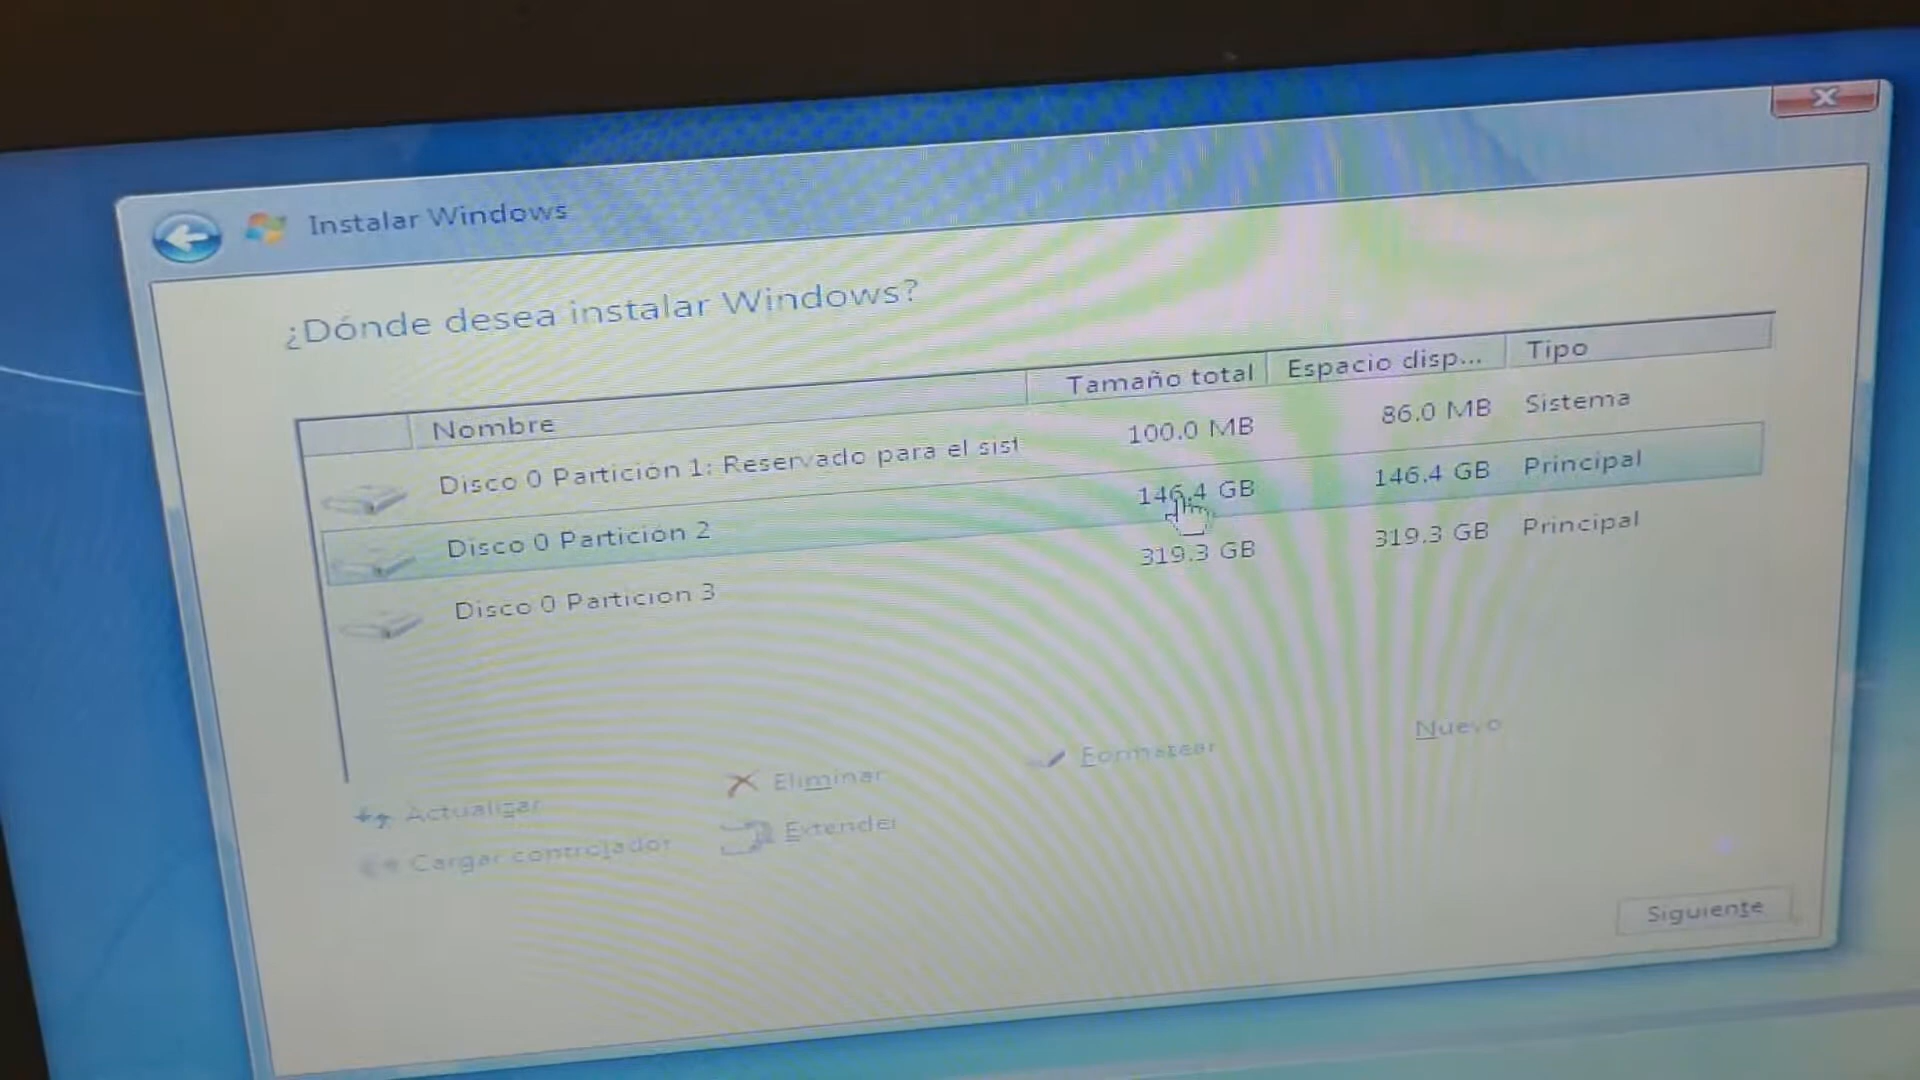 Instalar Windows
¿Dónde desea instalar Windows?
Nombre Tamaño total Espacio disp... Tipo
Disco 0 Partición 1: Reservado para el sist 100.0 MB 86.0 MB Sistema
Disco 0 Partición 2 146.4 GB 146.4 GB Principal
Disco 0 Partición 3 319.3 GB 319.3 GB Principal
Actualizar Eliminar Formatear Nuevo
Cargar controlador Extender
Siguiente